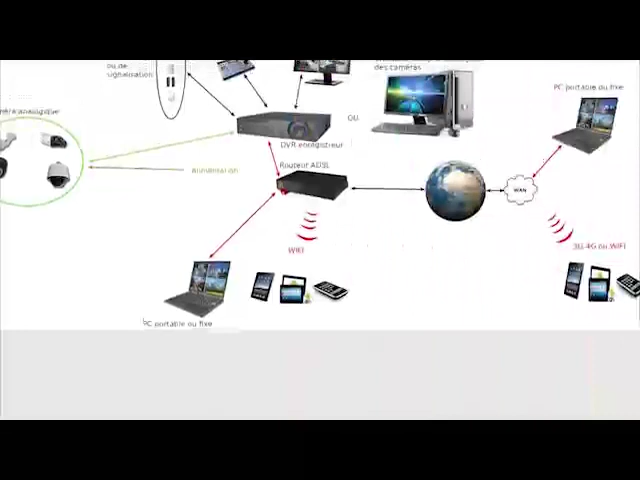 ou de
signalisation
des caméras
PC portable ou fixe
analogique
OU
DVR enregistreur
Routeur ADSL
alimentation
WAN
WIFI
3G 4G ou WIFI
PC portable ou fixe